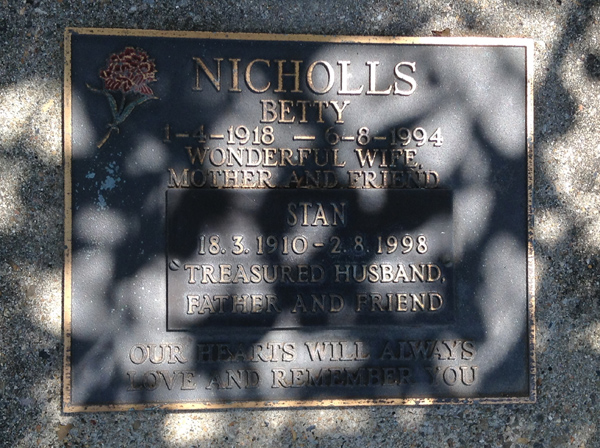 NICHOLLS
BETTY
1-4-1918 - 6-8-1994
WONDERFUL WIFE,
MOTHER AND FRIEND
STAN
18.3.1910 - 2.8.1998
"TREASURED HUSBAND,"
FATHER AND FRIEND
OUR HEARTS WILL ALWAYS
LOVE AND REMEMBER YOU